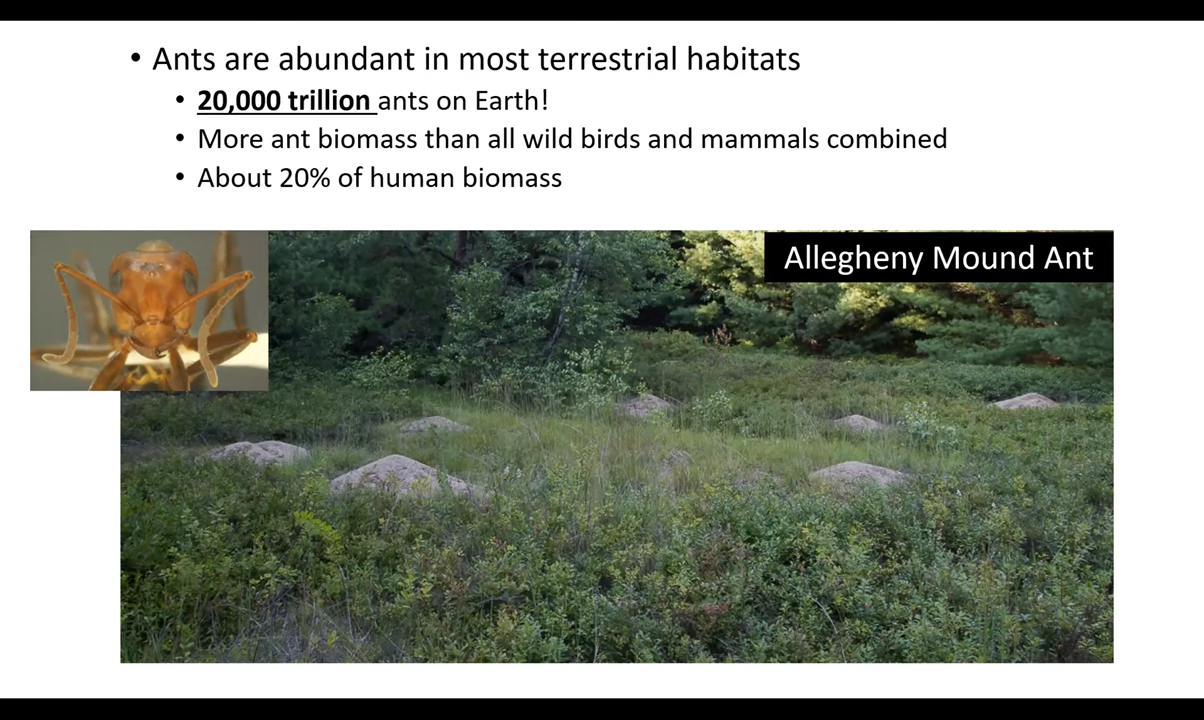 • Ants are abundant in most terrestrial habitats
• 20,000 trillion ants on Earth!
• More ant biomass than all wild birds and mammals combined
• About 20% of human biomass
Allegheny Mound Ant